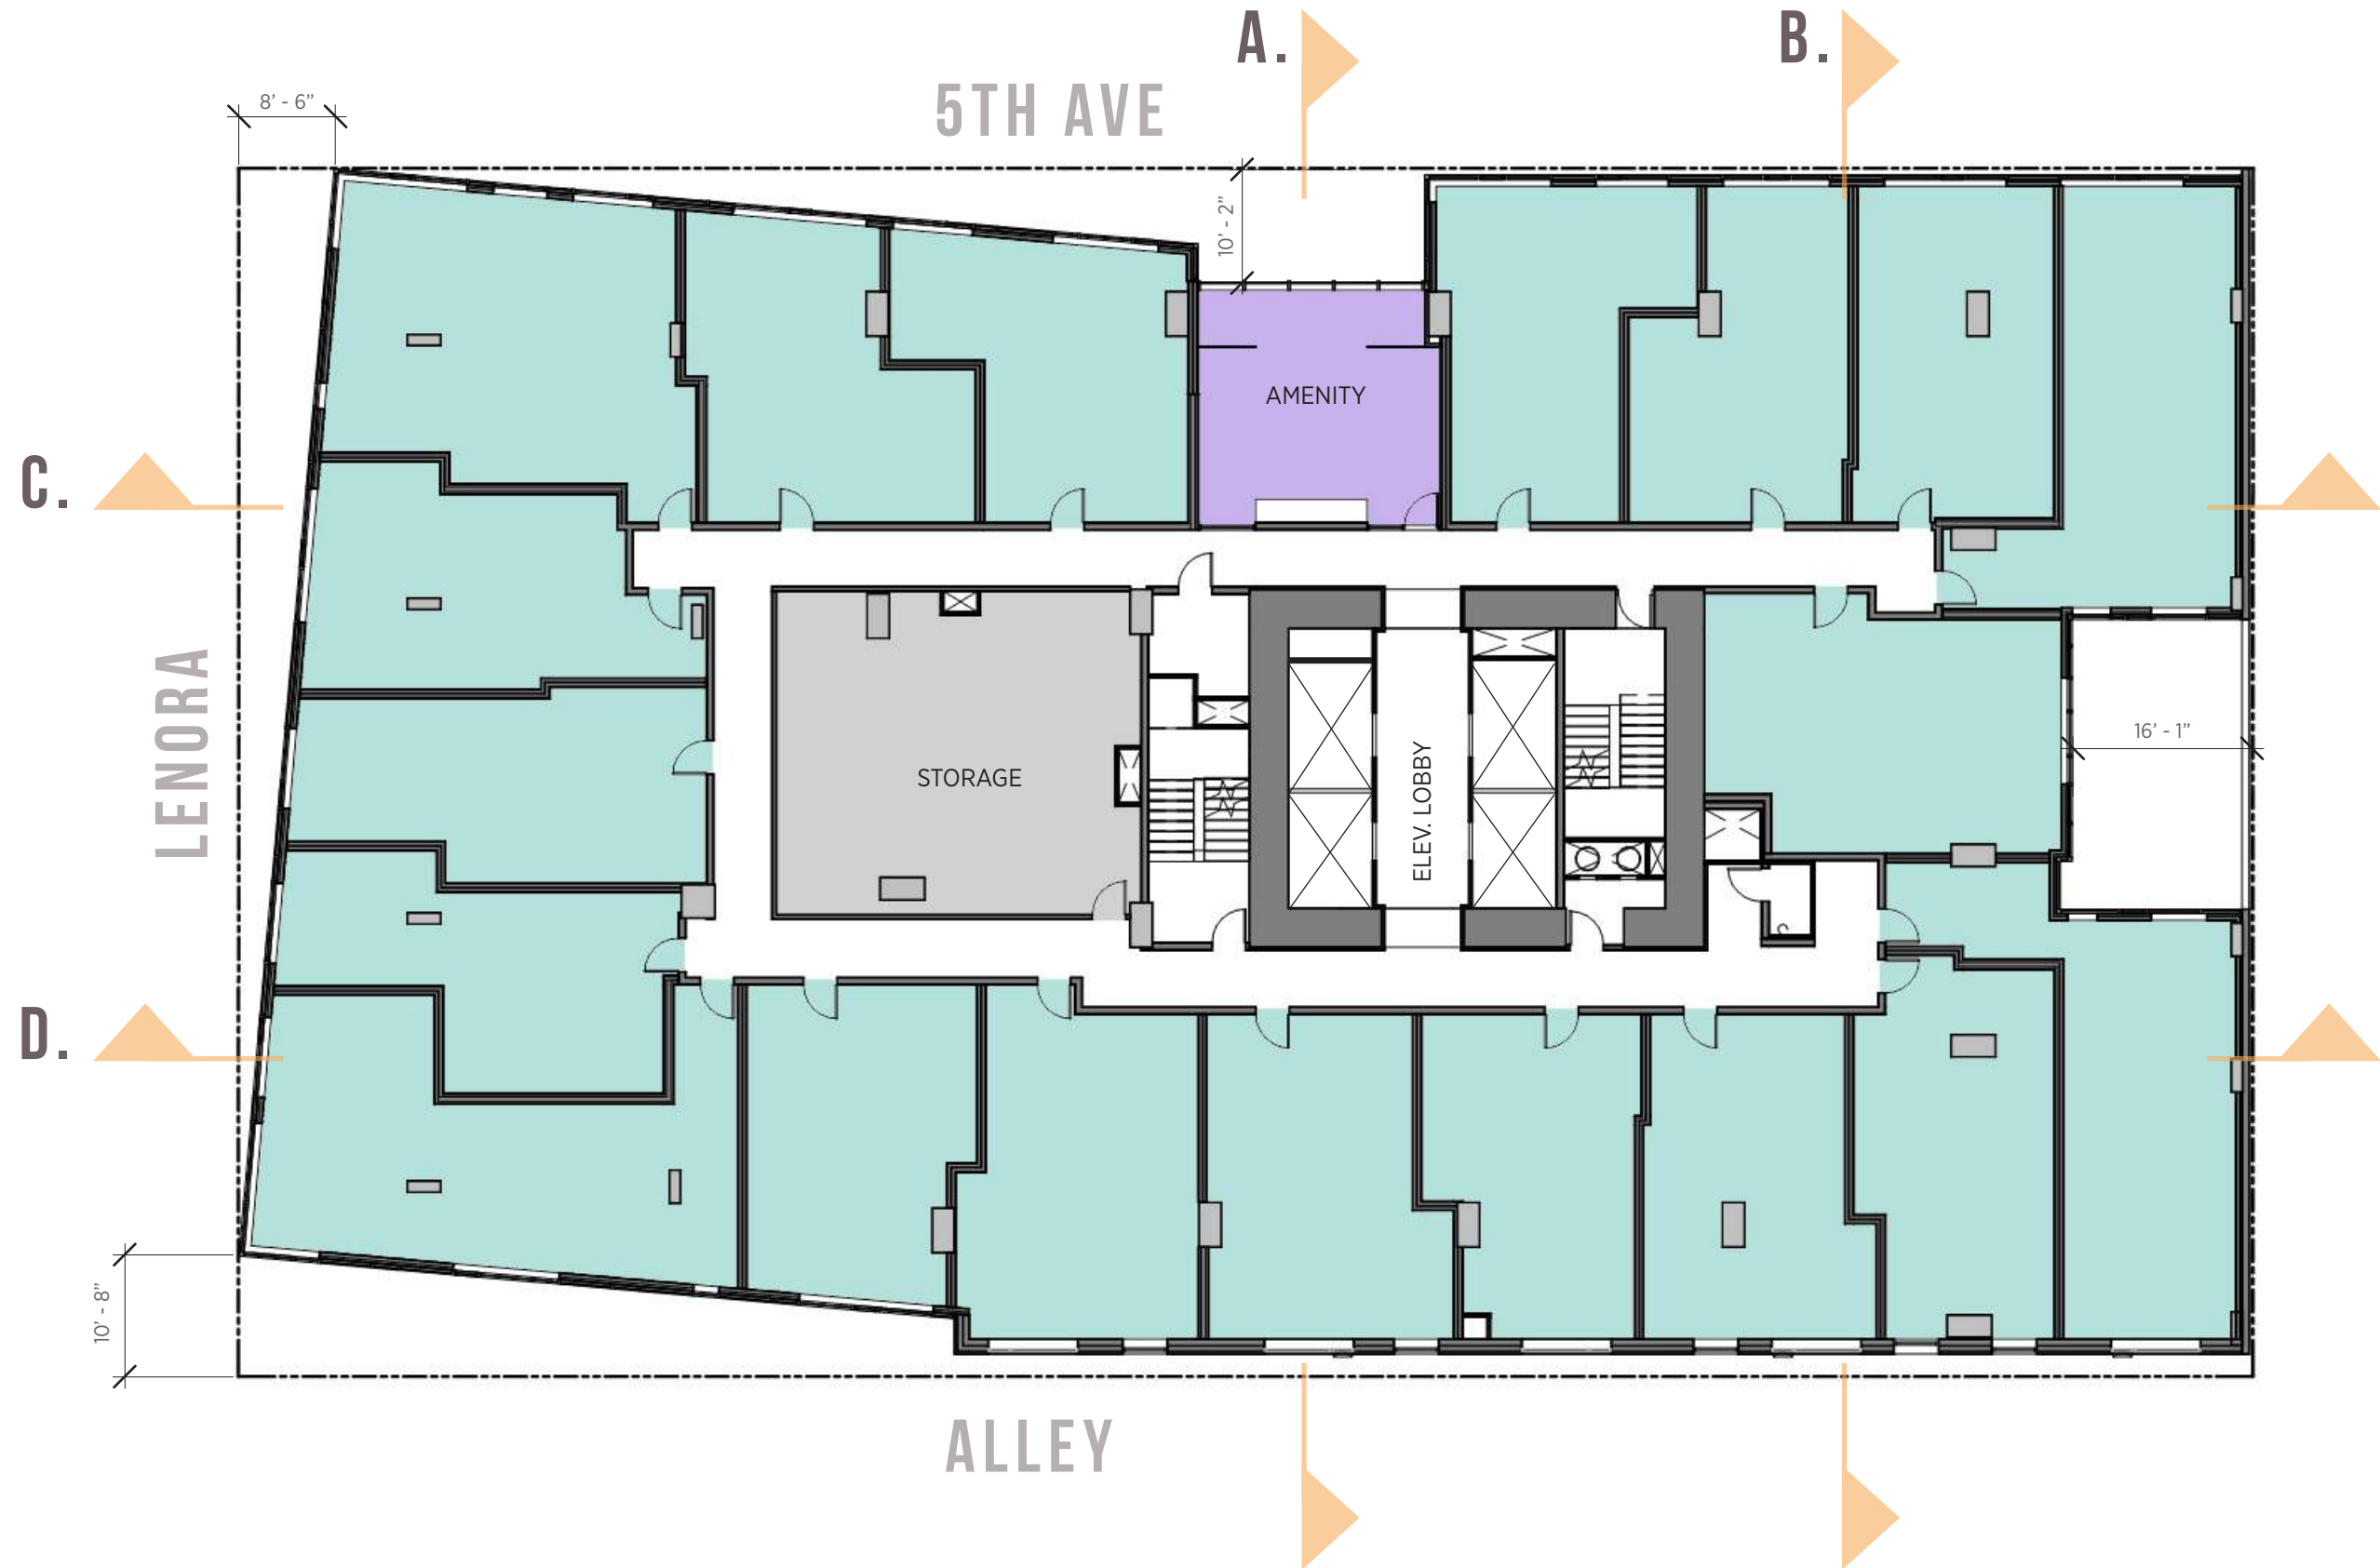 A.
B.
5TH AVE
8’ - 6”
10’ - 2”
AMENITY
C.
LENORA
STORAGE
ELEV. LOBBY
16’ - 1”
D.
10’ - 8”
ALLEY